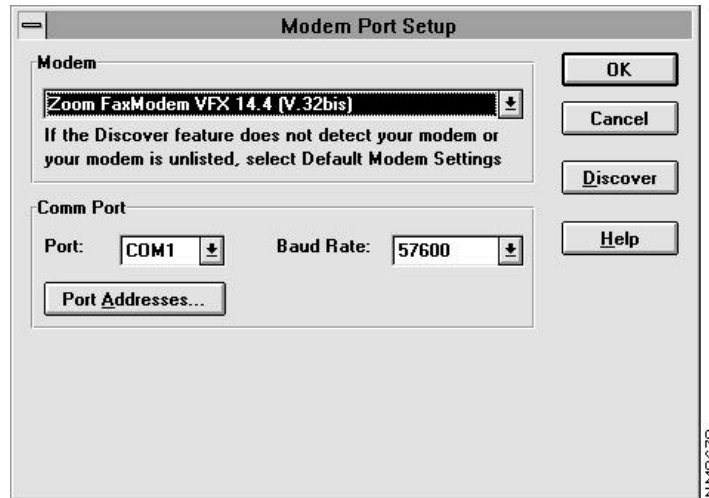 Modem Port Setup
Modem
Zoom FaxModem VFX 14.4 (V.32bis)
If the Discover feature does not detect your modem or
your modem is unlisted, select Default Modem Settings
Comm Port
Port: COM1 Baud Rate: 57600
Port Addresses...
OK
Cancel
Discover
Help